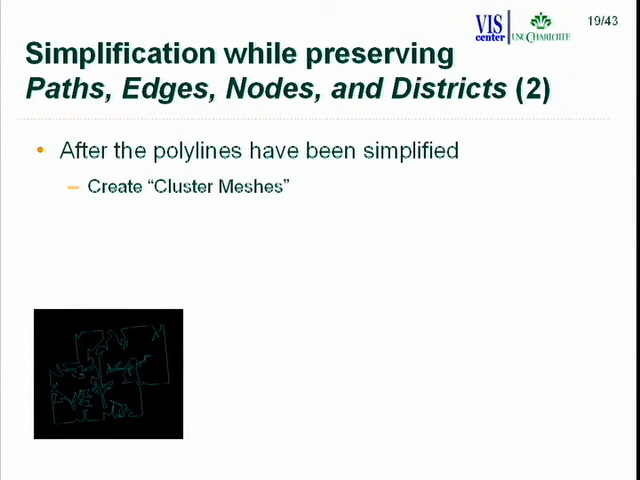 VIS
center
UNC CHARLOTTE
19/43
Simplification while preserving
Paths, Edges, Nodes, and Districts (2)
• After the polylines have been simplified
– Create “Cluster Meshes”